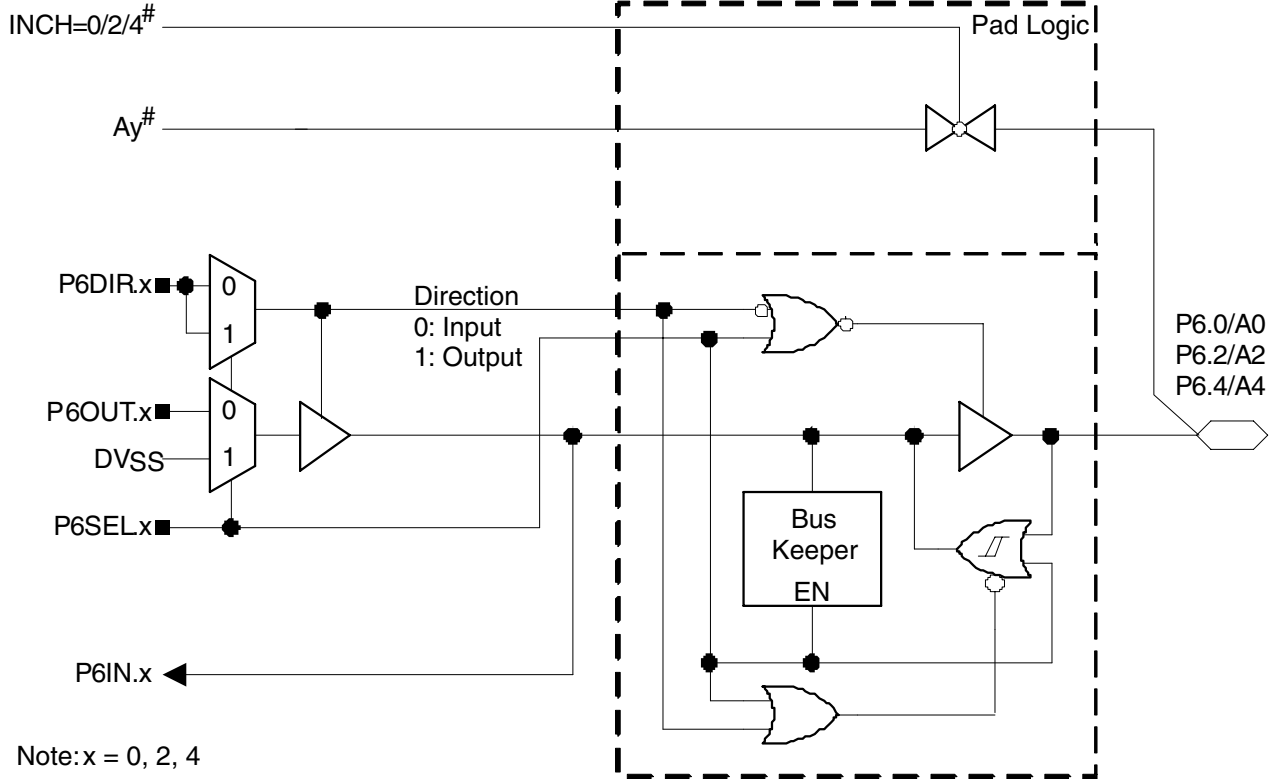 INCH=0/2/4#
Pad Logic
Ay#
P6DIR.x
0
1
Direction
0: Input
1: Output
P6.0/A0
P6.2/A2
P6.4/A4
P6OUT.x
0
DVSS
1
P6SEL.x
Bus
Keeper
EN
P6IN.x
Note: x = 0, 2, 4